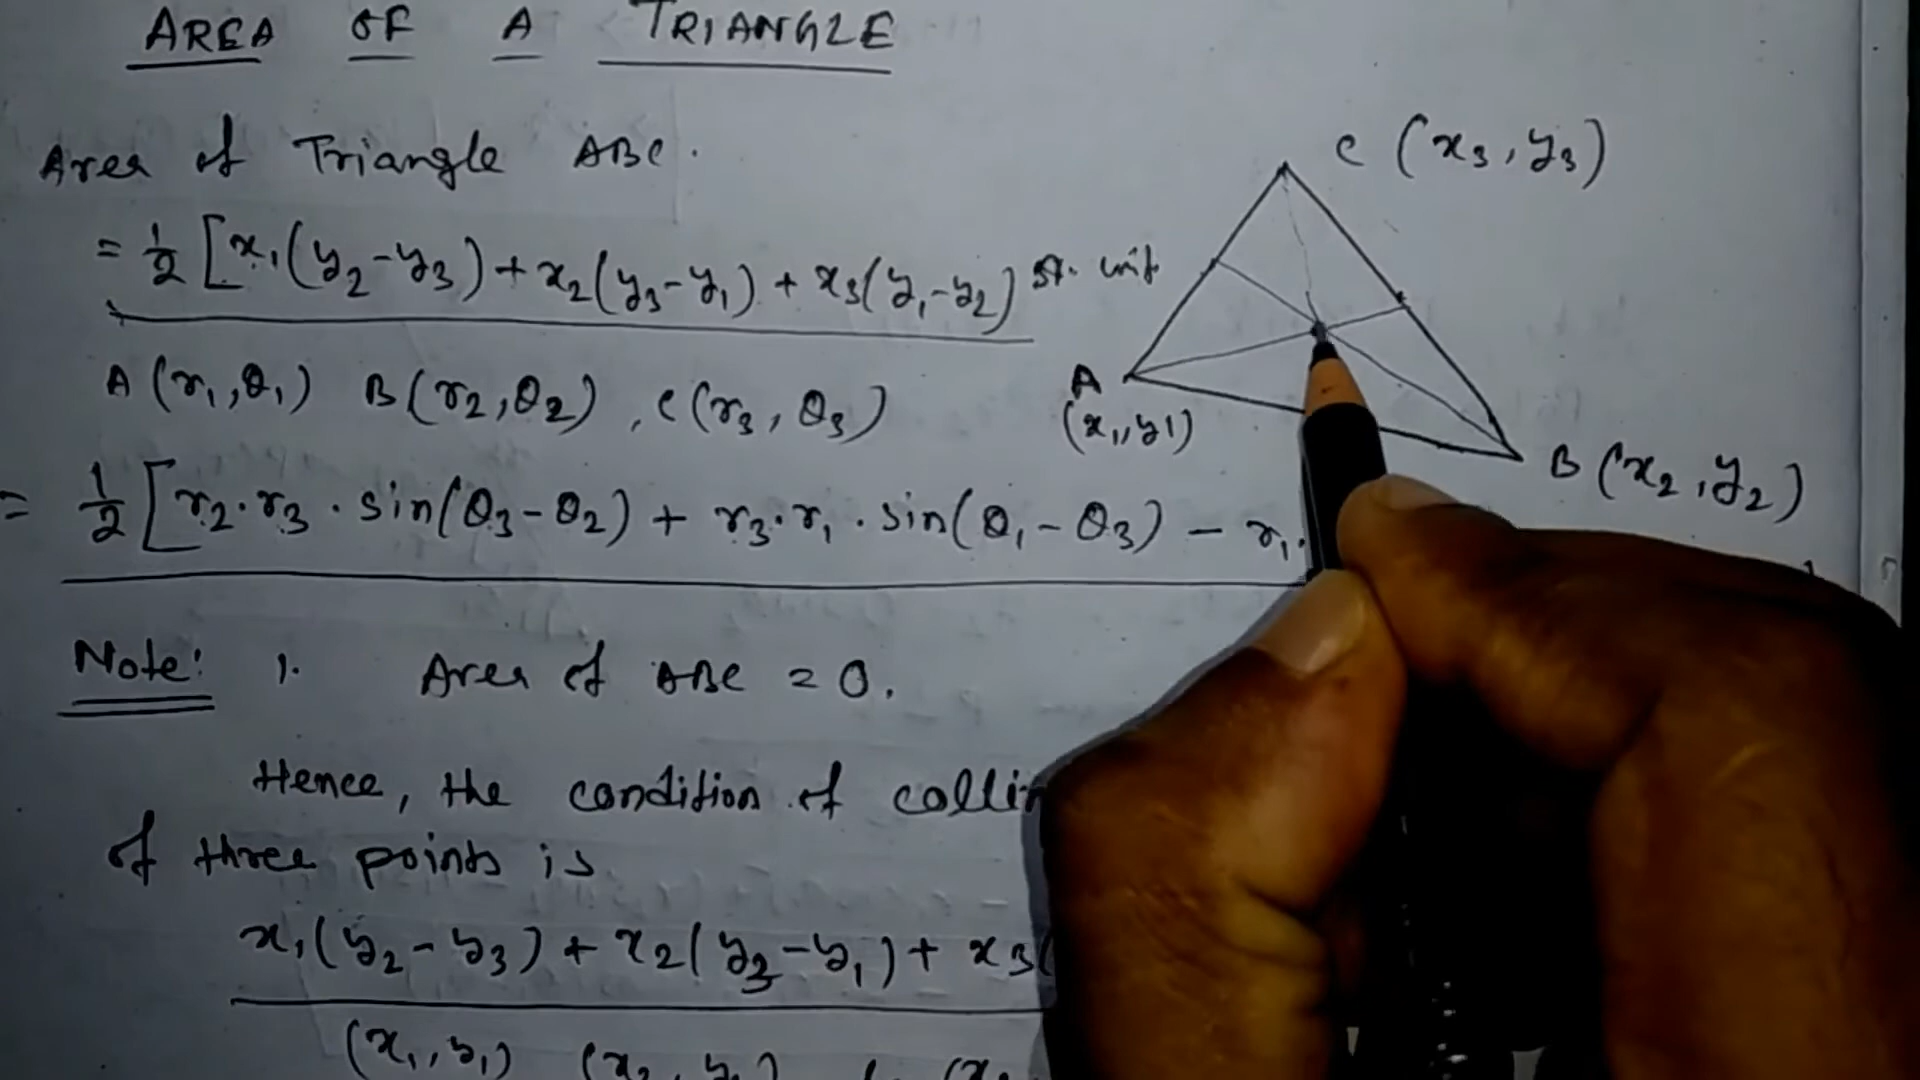 AREA OF A TRIANGLE
Area of Triangle ABC.
= 1/2 [x₁(y₂-y₃) + x₂(y₃-y₁) + x₃(y₁-y₂)] sq. unit
C (x₃, y₃)
A
(x₁, y1)
B (x₂, y₂)
A (r₁, θ₁) B (r₂, θ₂), C (r₃, θ₃)
= 1/2 [r₂·r₃ · sin(θ₃-θ₂) + r₃·r₁ · sin(θ₁-θ₃) - r₁·
Note: 1. Area of ABC = 0.
Hence, the condition of collin
of three points is
x₁(y₂-y₃) + x₂(y₃-y₁) + x₃(
(x₁, y₁)